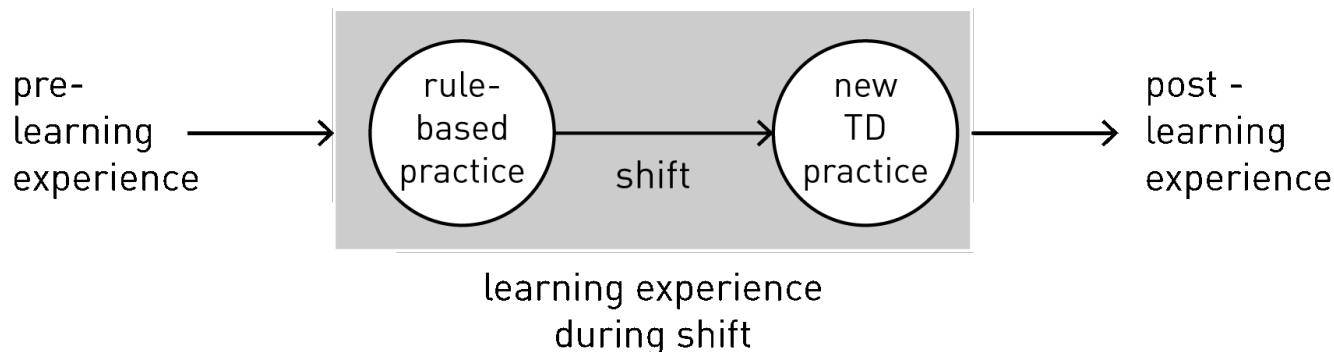 pre-
learning
experience
rule-
based
practice
shift
new
TD
practice
post -
learning
experience
learning experience
during shift